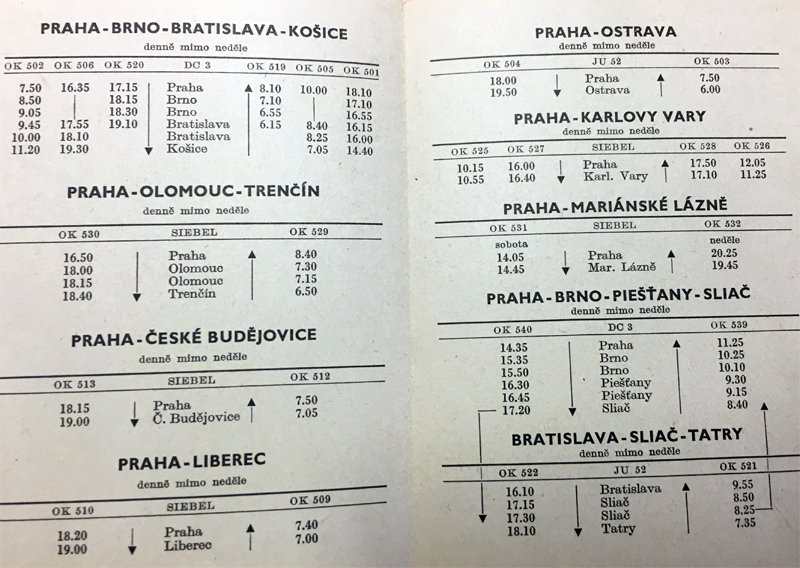 PRAHA-BRNO-BRATISLAVA-KOŠICE
denně mimo neděle
OK 502 OK 506 OK 520 DC 3 OK 519 OK 505 OK 501
7.50 16.35 17.15 Praha 8.10 10.00 18.10
8.50 18.15 Brno 7.10 17.10
9.05 18.30 Brno 6.55 16.55
9.45 17.55 19.10 Bratislava 6.15 8.40 16.15
10.00 18.10 Bratislava 8.25 16.00
11.20 19.30 Košice 7.05 14.40
PRAHA-OLOMOUC-TRENČÍN
denně mimo neděle
OK 530 SIEBEL OK 529
16.50 Praha 8.40
18.00 Olomouc 7.30
18.15 Olomouc 7.15
18.40 Trenčín 6.50
PRAHA-ČESKÉ BUDĚJOVICE
denně mimo neděle
OK 513 SIEBEL OK 512
18.15 Praha 7.50
19.00 Č. Budějovice 7.05
PRAHA-LIBEREC
denně mimo neděle
OK 510 SIEBEL OK 509
18.20 Praha 7.40
19.00 Liberec 7.00
PRAHA-OSTRAVA
denně mimo neděle
OK 504 JU 52 OK 503
18.00 Praha 7.50
19.50 Ostrava 6.00
PRAHA-KARLOVY VARY
denně mimo neděle
OK 525 OK 527 SIEBEL OK 528 OK 526
10.15 16.00 Praha 17.50 12.05
10.55 16.40 Karl. Vary 17.10 11.25
PRAHA-MARIÁNSKÉ LÁZNĚ
OK 531 SIEBEL OK 532
sobota neděle
14.05 Praha 20.25
14.45 Mar. Lázně 19.45
PRAHA-BRNO-PIEŠŤANY-SLIAČ
denně mimo neděle
OK 540 DC 3 OK 539
14.35 Praha 11.25
15.35 Brno 10.25
15.50 Brno 10.10
16.30 Piešťany 9.30
16.45 Piešťany 9.15
17.20 Sliač 8.40
BRATISLAVA-SLIAČ-TATRY
denně mimo neděle
OK 522 JU 52 OK 521
16.10 Bratislava 9.55
17.15 Sliač 8.50
17.30 Sliač 8.25
18.10 Tatry 7.35